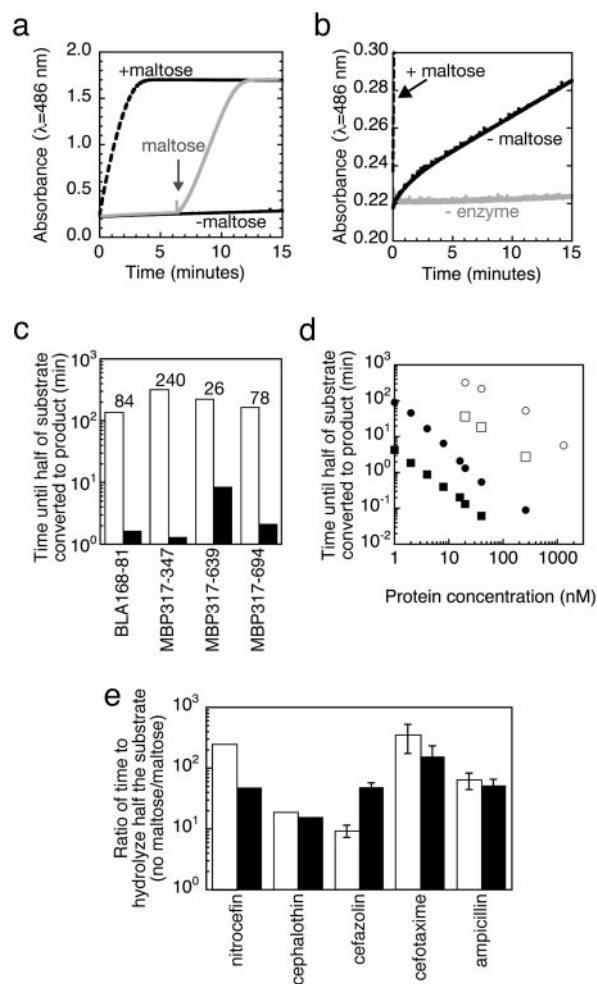 a
Absorbance (λ=486 nm)
2.0
1.6
1.2
0.8
0.4
0.0
+maltose
maltose
-maltose
0 5 10 15
Time (minutes)
b
Absorbance (λ=486 nm)
0.30
0.28
0.26
0.24
0.22
0.20
+ maltose
- maltose
- enzyme
0 5 10 15
Time (minutes)
c
Time until half of substrate
converted to product (min)
10³
10²
10¹
10⁰
84 240 26 78
BLA168-81
MBP317-347
MBP317-639
MBP317-694
d
Time until half of substrate
converted to product (min)
10³
10²
10¹
10⁰
10⁻¹
10⁻²
1 10 100 1000
Protein concentration (nM)
e
Ratio of time to
hydrolyze half the substrate
(no maltose/maltose)
10³
10²
10¹
10⁰
nitrocefin
cephalothin
cefazolin
cefotaxime
ampicillin